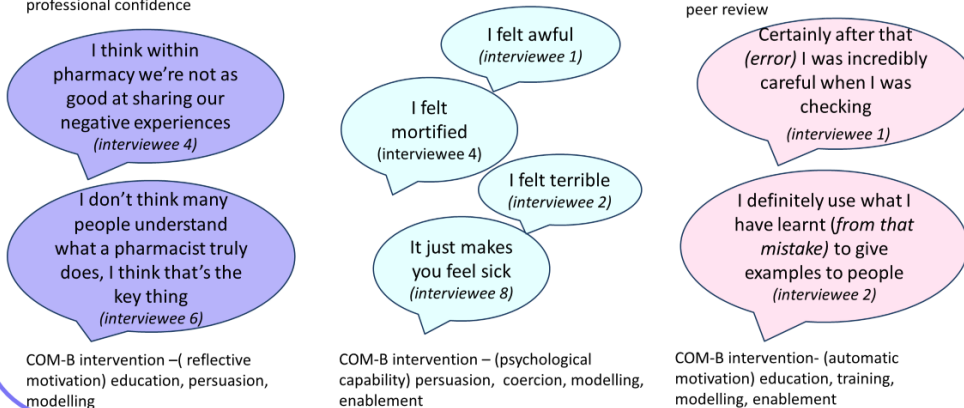 professional confidence
I think within
pharmacy we're not as
good at sharing our
negative experiences
(interviewee 4)
I don't think many
people understand
what a pharmacist truly
does, I think that's the
key thing
(interviewee 6)
COM-B intervention –( reflective
motivation) education, persuasion,
modelling
I felt awful
(interviewee 1)
I felt
mortified
(interviewee 4)
I felt terrible
(interviewee 2)
It just makes
you feel sick
(interviewee 8)
COM-B intervention – (psychological
capability) persuasion,  coercion, modelling,
enablement
peer review
Certainly after that
(error) I was incredibly
careful when I was
checking
(interviewee 1)
I definitely use what I
have learnt (from that
mistake) to give
examples to people
(interviewee 2)
COM-B intervention- (automatic
motivation) education, training,
modelling, enablement